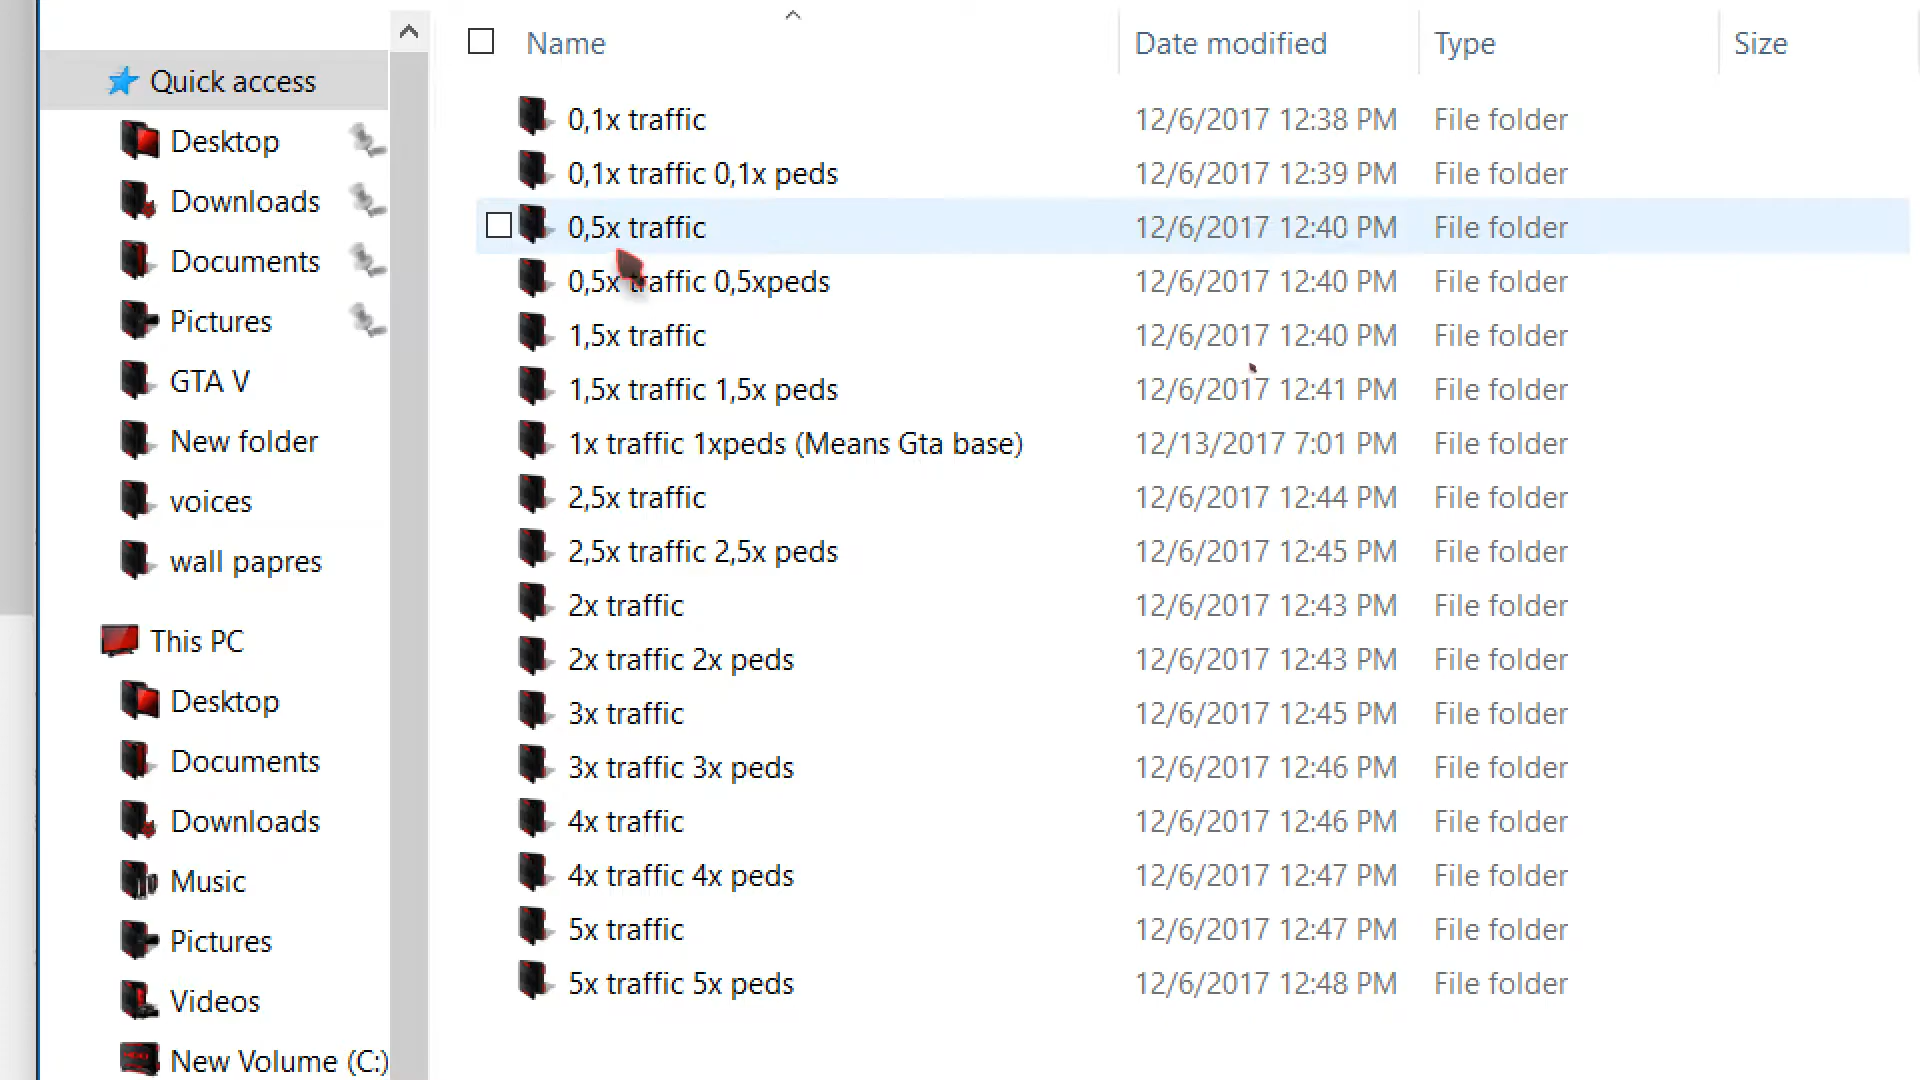 Quick access
Desktop
Downloads
Documents
Pictures
GTA V
New folder
voices
wall papres
This PC
Desktop
Documents
Downloads
Music
Pictures
Videos
New Volume (C:)
Name Date modified Type Size
0,1x traffic 12/6/2017 12:38 PM File folder
0,1x traffic 0,1x peds 12/6/2017 12:39 PM File folder
0,5x traffic 12/6/2017 12:40 PM File folder
0,5x traffic 0,5xpeds 12/6/2017 12:40 PM File folder
1,5x traffic 12/6/2017 12:40 PM File folder
1,5x traffic 1,5x peds 12/6/2017 12:41 PM File folder
1x traffic 1xpeds (Means Gta base) 12/13/2017 7:01 PM File folder
2,5x traffic 12/6/2017 12:44 PM File folder
2,5x traffic 2,5x peds 12/6/2017 12:45 PM File folder
2x traffic 12/6/2017 12:43 PM File folder
2x traffic 2x peds 12/6/2017 12:43 PM File folder
3x traffic 12/6/2017 12:45 PM File folder
3x traffic 3x peds 12/6/2017 12:46 PM File folder
4x traffic 12/6/2017 12:46 PM File folder
4x traffic 4x peds 12/6/2017 12:47 PM File folder
5x traffic 12/6/2017 12:47 PM File folder
5x traffic 5x peds 12/6/2017 12:48 PM File folder